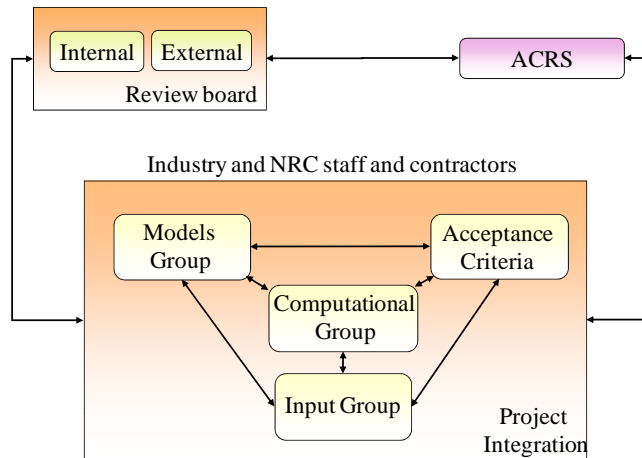 Internal
External
ACRS
Review board
Industry and NRC staff and contractors
Models
Group
Acceptance
Criteria
Computational
Group
Input Group
Project
Integration